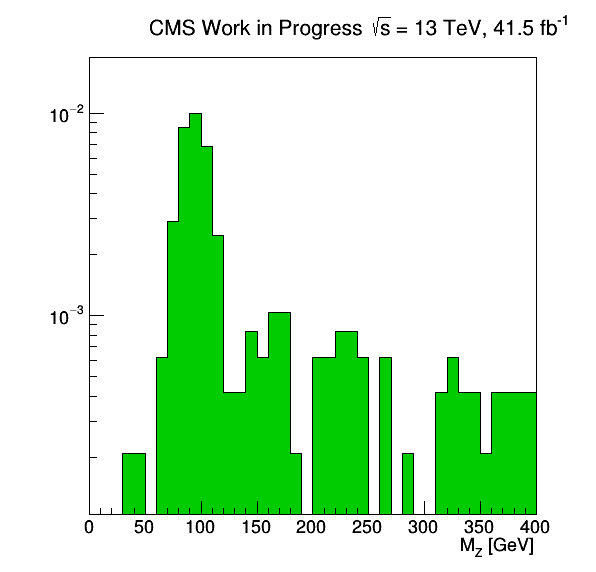 CMS Work in Progress √s = 13 TeV, 41.5 fb⁻¹
10⁻²
10⁻³
0 50 100 150 200 250 300 350 400
M_Z [GeV]